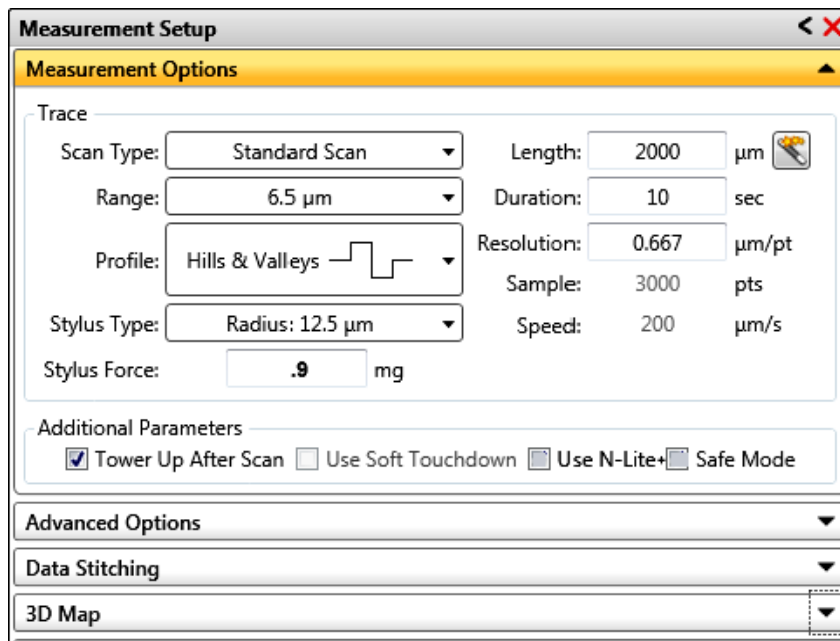 Measurement Setup
Measurement Options
Trace
Scan Type: Standard Scan Length: 2000 µm
Range: 6.5 µm Duration: 10 sec
Profile: Hills & Valleys Resolution: 0.667 µm/pt
Sample: 3000 pts
Stylus Type: Radius: 12.5 µm Speed: 200 µm/s
Stylus Force: .9 mg
Additional Parameters
Tower Up After Scan Use Soft Touchdown Use N-Lite+ Safe Mode
Advanced Options
Data Stitching
3D Map